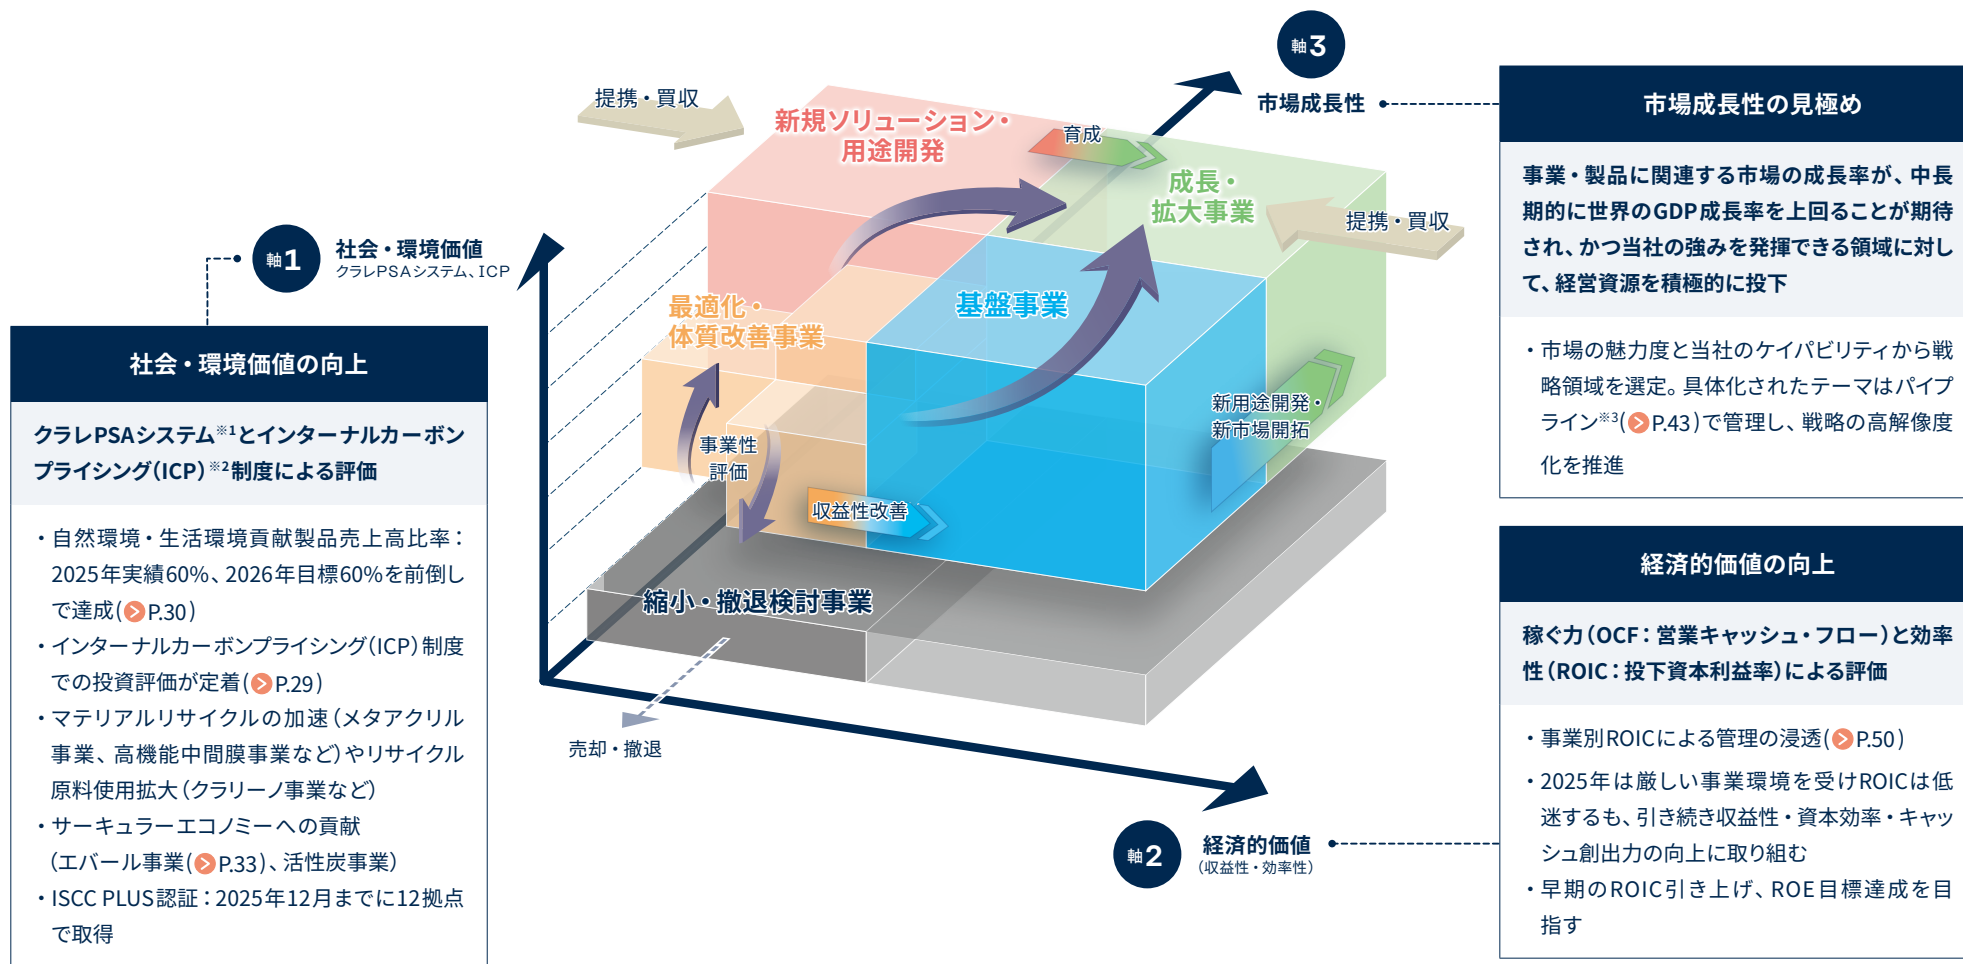 軸1
社会・環境価値
クラレPSAシステム、ICP
社会・環境価値の向上
クラレPSAシステム※1とインターナルカーボン
プライシング（ICP）※2制度による評価
・自然環境・生活環境貢献製品売上高比率：
2025年実績60%、2026年目標60%を前倒し
で達成（P.30）
・インターナルカーボンプライシング（ICP）制度
での投資評価が定着（P.29）
・マテリアルリサイクルの加速（メタアクリル
事業、高機能中間膜事業など）やリサイクル
原料使用拡大（クラリーノ事業など）
・サーキュラーエコノミーへの貢献
（エバール事業（P.33）、活性炭事業）
・ISCC PLUS認証：2025年12月までに12拠点
で取得
提携・買収
新規ソリューション・
用途開発
育成
成長・
拡大事業
提携・買収
最適化・
体質改善事業
基盤事業
事業性
評価
収益性改善
新用途開発・
新市場開拓
縮小・撤退検討事業
売却・撤退
軸3
市場成長性
市場成長性の見極め
事業・製品に関連する市場の成長率が、中長
期的に世界のGDP成長率を上回ることが期待
され、かつ当社の強みを発揮できる領域に対し
て、経営資源を積極的に投下
・市場の魅力度と当社のケイパビリティから戦
略領域を選定。具体化されたテーマはパイプ
ライン※3（P.43）で管理し、戦略の高解像度
化を推進
軸2
経済的価値
（収益性・効率性）
経済的価値の向上
稼ぐ力（OCF：営業キャッシュ・フロー）と効率
性（ROIC：投下資本利益率）による評価
・事業別ROICによる管理の浸透（P.50）
・2025年は厳しい事業環境を受けROICは低
迷するも、引き続き収益性・資本効率・キャッ
シュ創出力の向上に取り組む
・早期のROIC引き上げ、ROE目標達成を目
指す